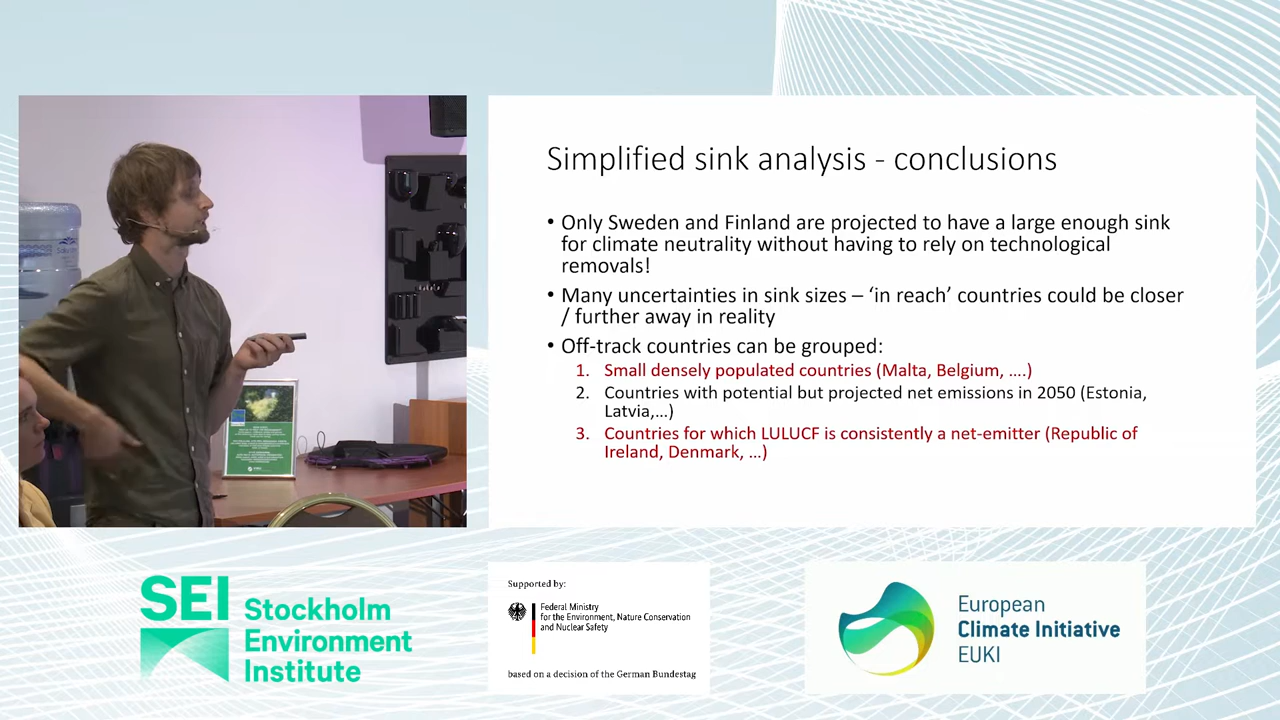 Simplified sink analysis - conclusions
• Only Sweden and Finland are projected to have a large enough sink
for climate neutrality without having to rely on technological
removals!
• Many uncertainties in sink sizes – ‘in reach’ countries could be closer
/ further away in reality
• Off-track countries can be grouped:
1. Small densely populated countries (Malta, Belgium, ....)
2. Countries with potential but projected net emissions in 2050 (Estonia,
Latvia,...)
3. Countries for which LULUCF is consistently a net-emitter (Republic of
Ireland, Denmark, ...)
SEI Stockholm
Environment
Institute
Supported by:
Federal Ministry
for the Environment, Nature Conservation
and Nuclear Safety
based on a decision of the German Bundestag
European
Climate Initiative
EUKI